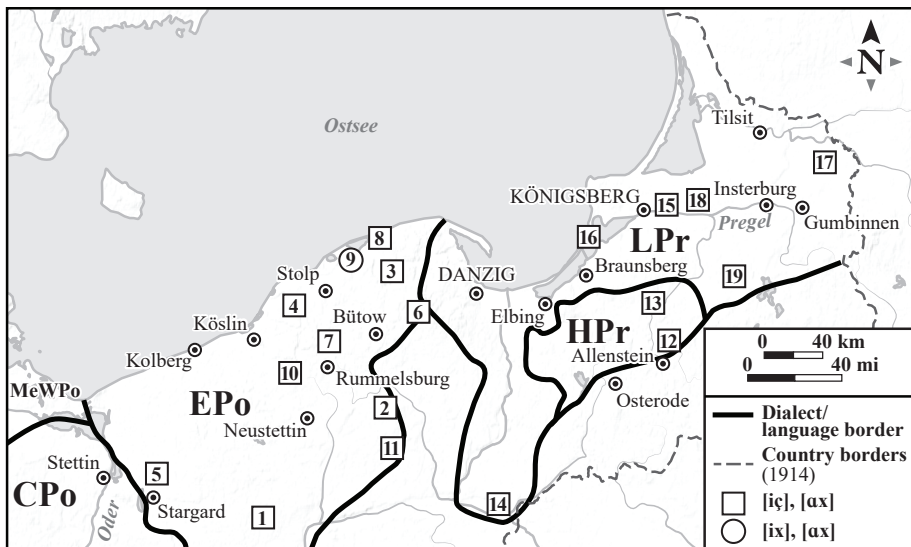 N
Ostsee
Tilsit
17
KÖNIGSBERG
15
18
Insterburg
Gumbinnen
Pregel
16
LPr
8
9
3
Stolp
DANZIG
Braunsberg
19
4
6
Elbing
13
HPr
Köslin
Bütow
7
12
Allenstein
Kolberg
10
Rummelsburg
Osterode
MeWPo
EPo
2
Neustettin
11
Stettin
5
CPo
Oder
Stargard
1
14
0 40 km
0 40 mi
Dialect/
language border
Country borders
(1914)
[iç], [ɑx]
[ix], [ɑx]